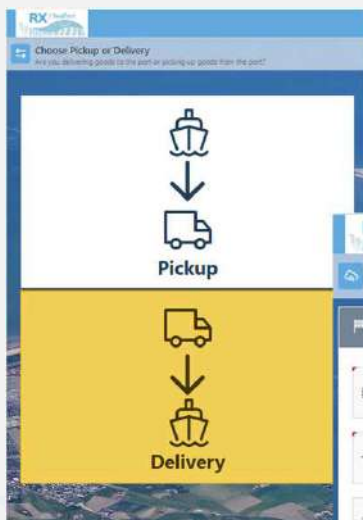 RX
Choose Pickup or Delivery
Are you delivering goods to the port or picking up goods from the port?
Pickup
Delivery